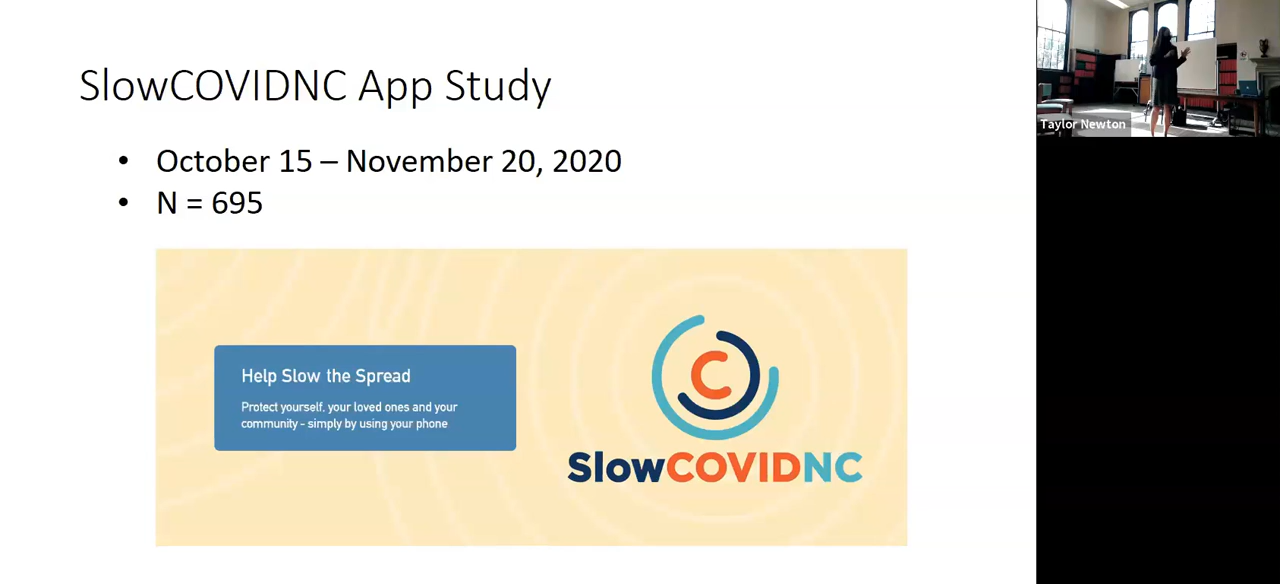 SlowCOVIDNC App Study
• October 15 – November 20, 2020
• N = 695
Help Slow the Spread
Protect yourself, your loved ones and your
community - simply by using your phone
C
SlowCOVIDNC
Taylor Newton